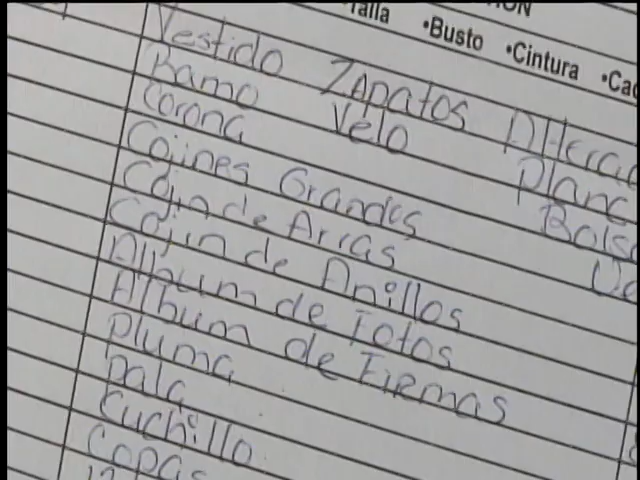 Talla •Busto •Cintura
Vestido Zapatos
Ramo Velo
Corona
Cojines Grandes
Cojin de Arras
Cojin de Anillos
Album de Fotos
Album de Firmas
Pluma
Pala
Cuchillo
Copas